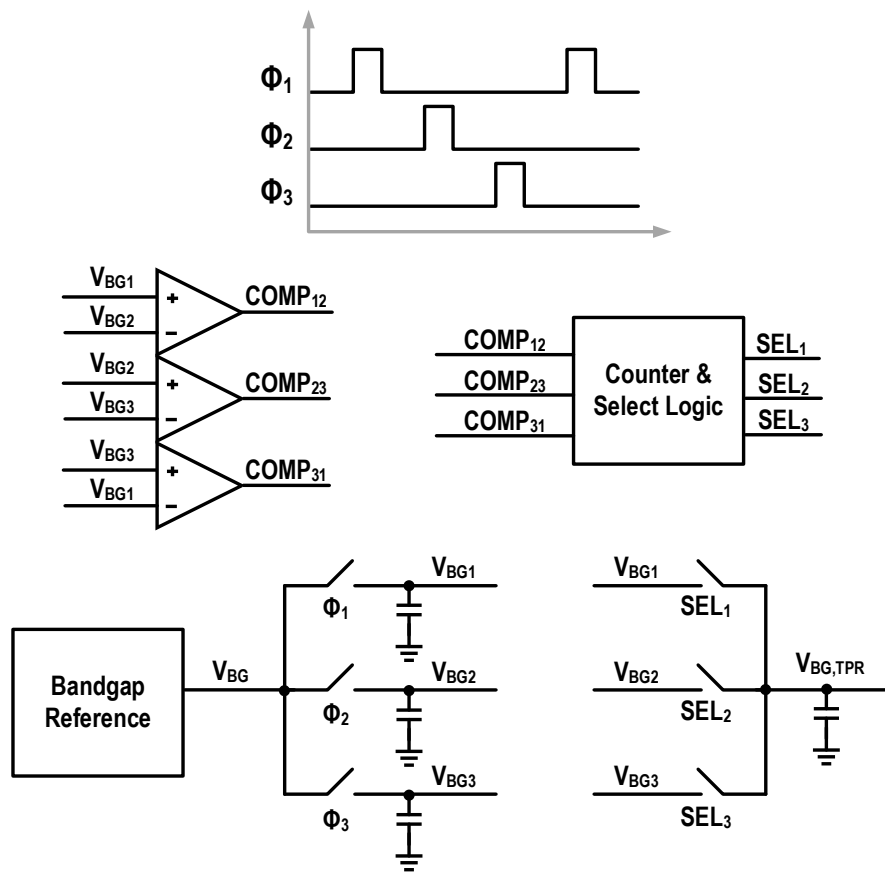 Φ1
Φ2
Φ3
VBG1
+
COMP12
VBG2
−
VBG2
+
COMP23
VBG3
−
VBG3
+
COMP31
VBG1
−
COMP12
COMP23
COMP31
Counter &
Select Logic
SEL1
SEL2
SEL3
Bandgap
Reference
VBG
Φ1
VBG1
Φ2
VBG2
Φ3
VBG3
VBG1
SEL1
VBG2
SEL2
VBG3
SEL3
VBG,TPR